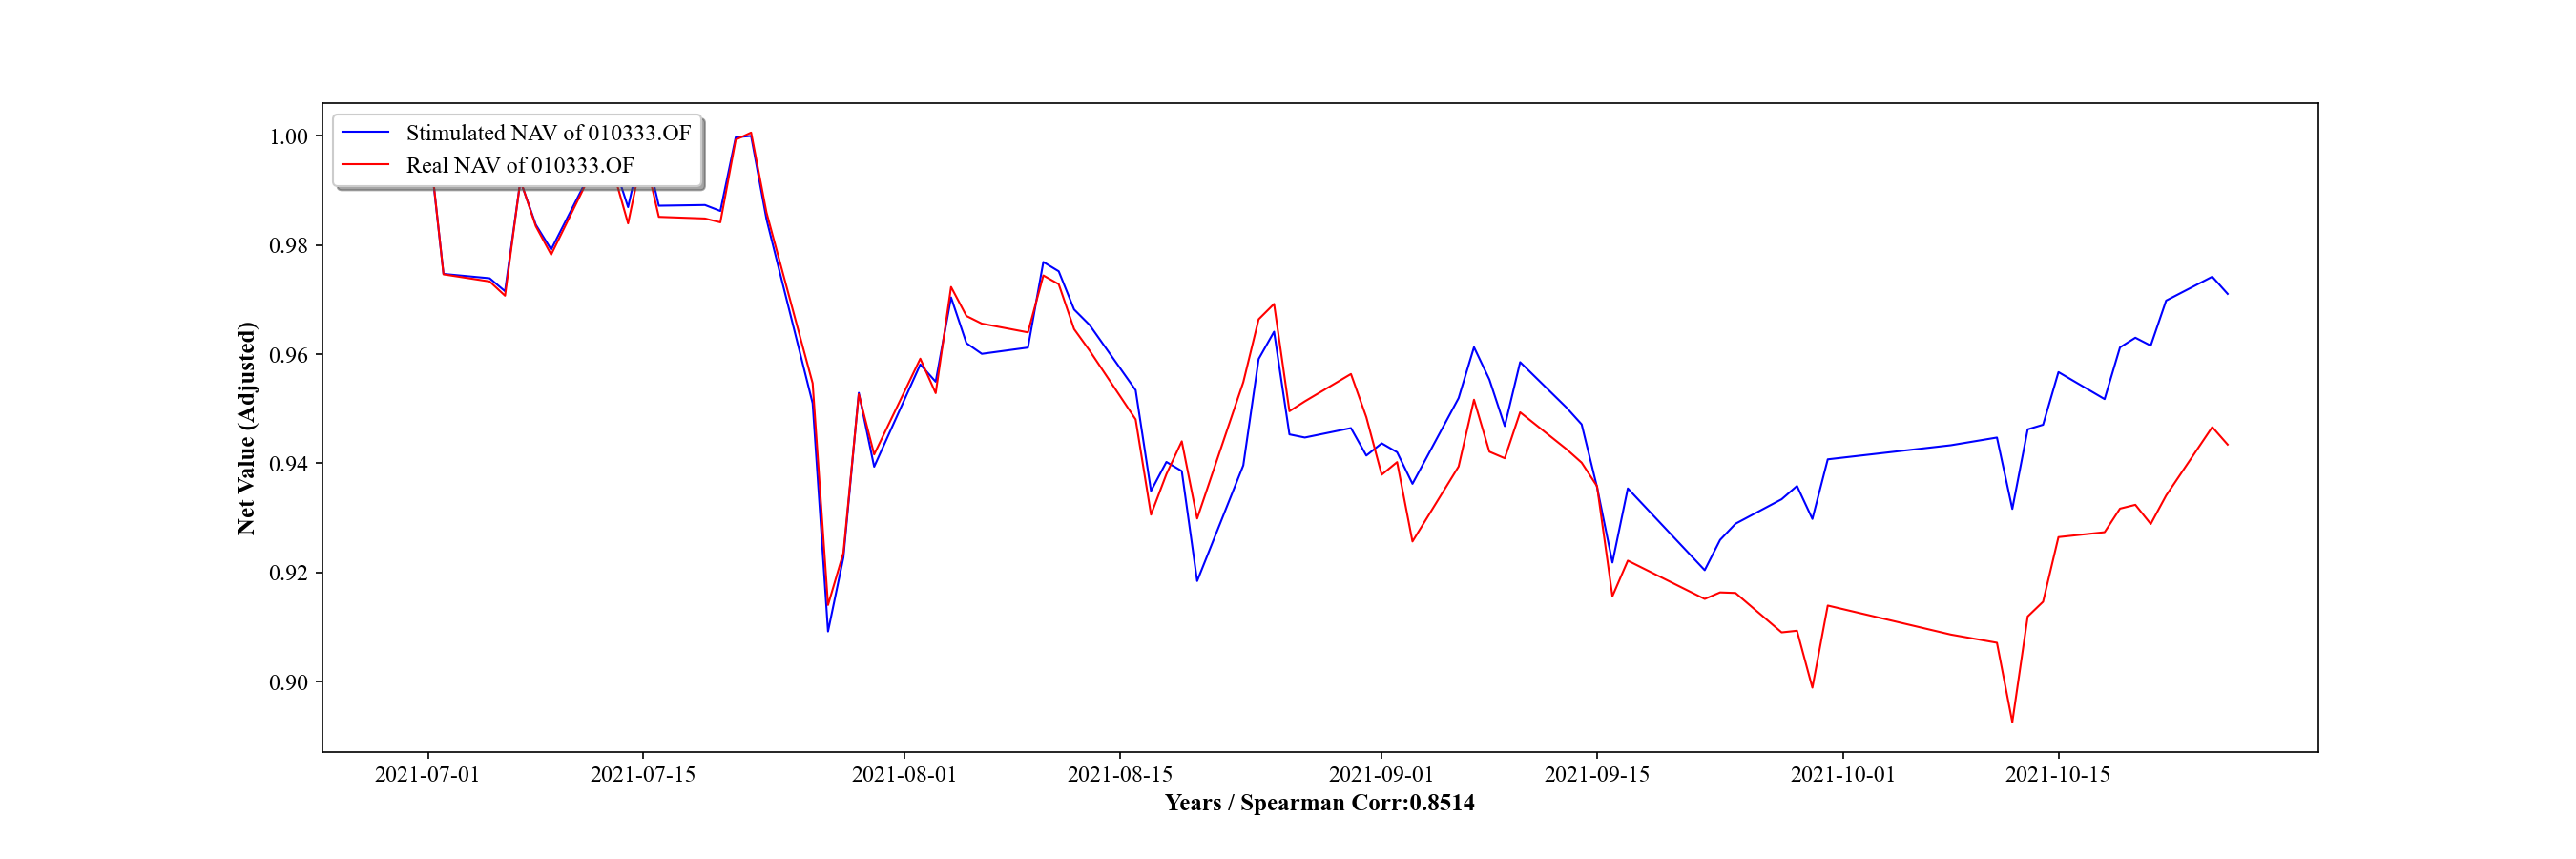 Stimulated NAV of 010333.OF
Real NAV of 010333.OF
1.00
0.98
0.96
0.94
0.92
0.90
Net Value (Adjusted)
2021-07-01 2021-07-15 2021-08-01 2021-08-15 2021-09-01 2021-09-15 2021-10-01 2021-10-15
Years / Spearman Corr:0.8514